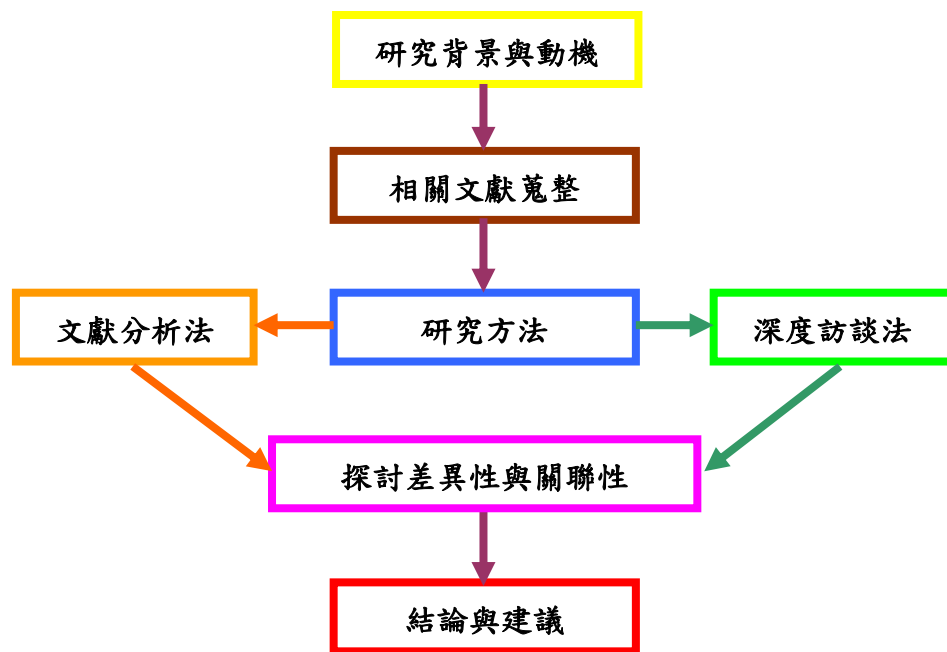 研究背景與動機
相關文獻蒐整
文獻分析法
研究方法
深度訪談法
探討差異性與關聯性
結論與建議